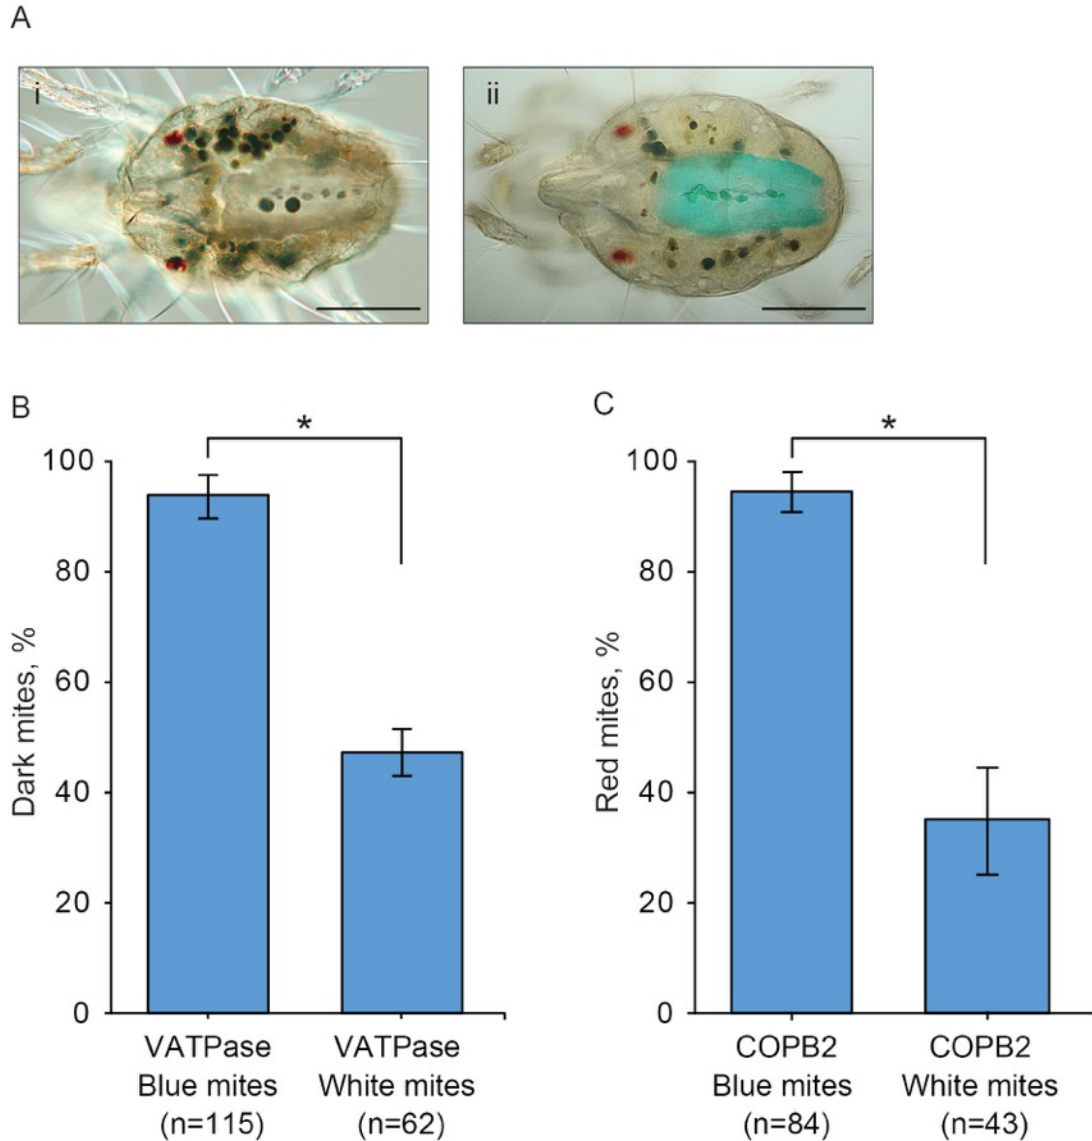 A
i
ii
B
*
100
80
60
40
20
0
Dark mites, %
VATPase
Blue mites
(n=115)
VATPase
White mites
(n=62)
C
*
100
80
60
40
20
0
Red mites, %
COPB2
Blue mites
(n=84)
COPB2
White mites
(n=43)